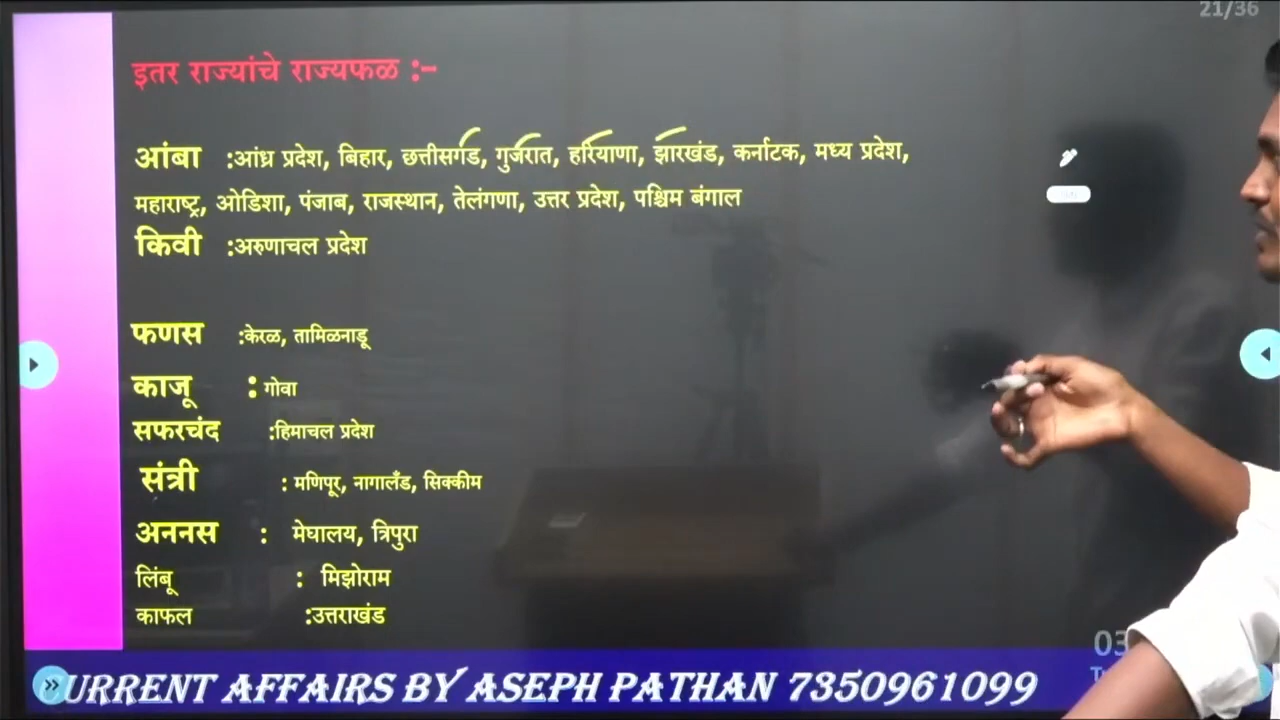 21/36
इतर राज्यांचे राज्यफळ :-
आंबा :आंध्र प्रदेश, बिहार, छत्तीसगड, गुजरात, हरियाणा, झारखंड, कर्नाटक, मध्य प्रदेश,
महाराष्ट्र, ओडिशा, पंजाब, राजस्थान, तेलंगणा, उत्तर प्रदेश, पश्चिम बंगाल
किवी :अरुणाचल प्रदेश
फणस :केरळ, तामिळनाडू
काजू : गोवा
सफरचंद :हिमाचल प्रदेश
संत्री : मणिपूर, नागालँड, सिक्कीम
अननस : मेघालय, त्रिपुरा
लिंबू : मिझोराम
काफल :उत्तराखंड
03
URRENT AFFAIRS BY ASEPH PATHAN 7350961099